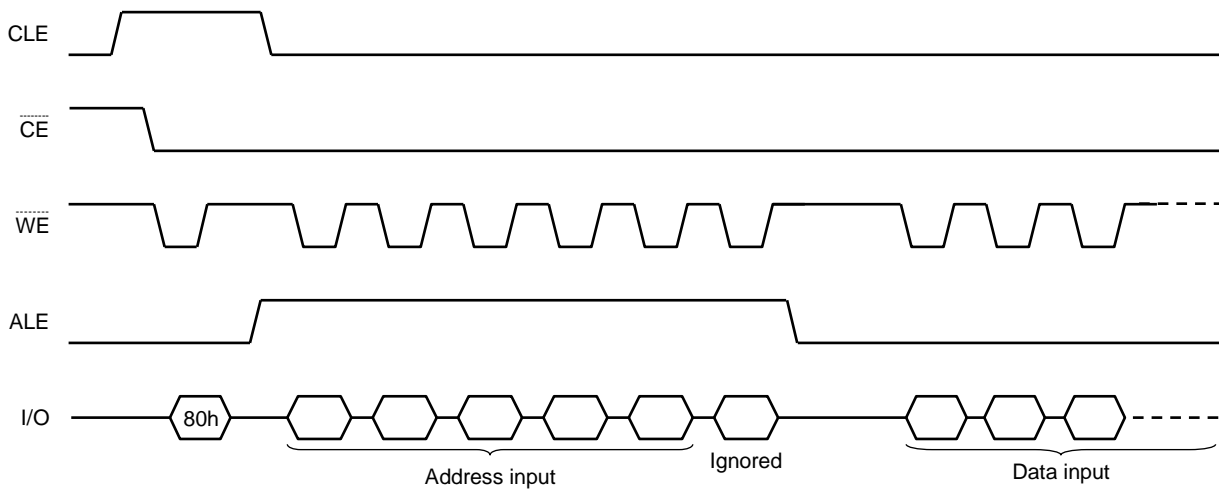 CLE
CE
WE
ALE
I/O
80h
Address input
Ignored
Data input